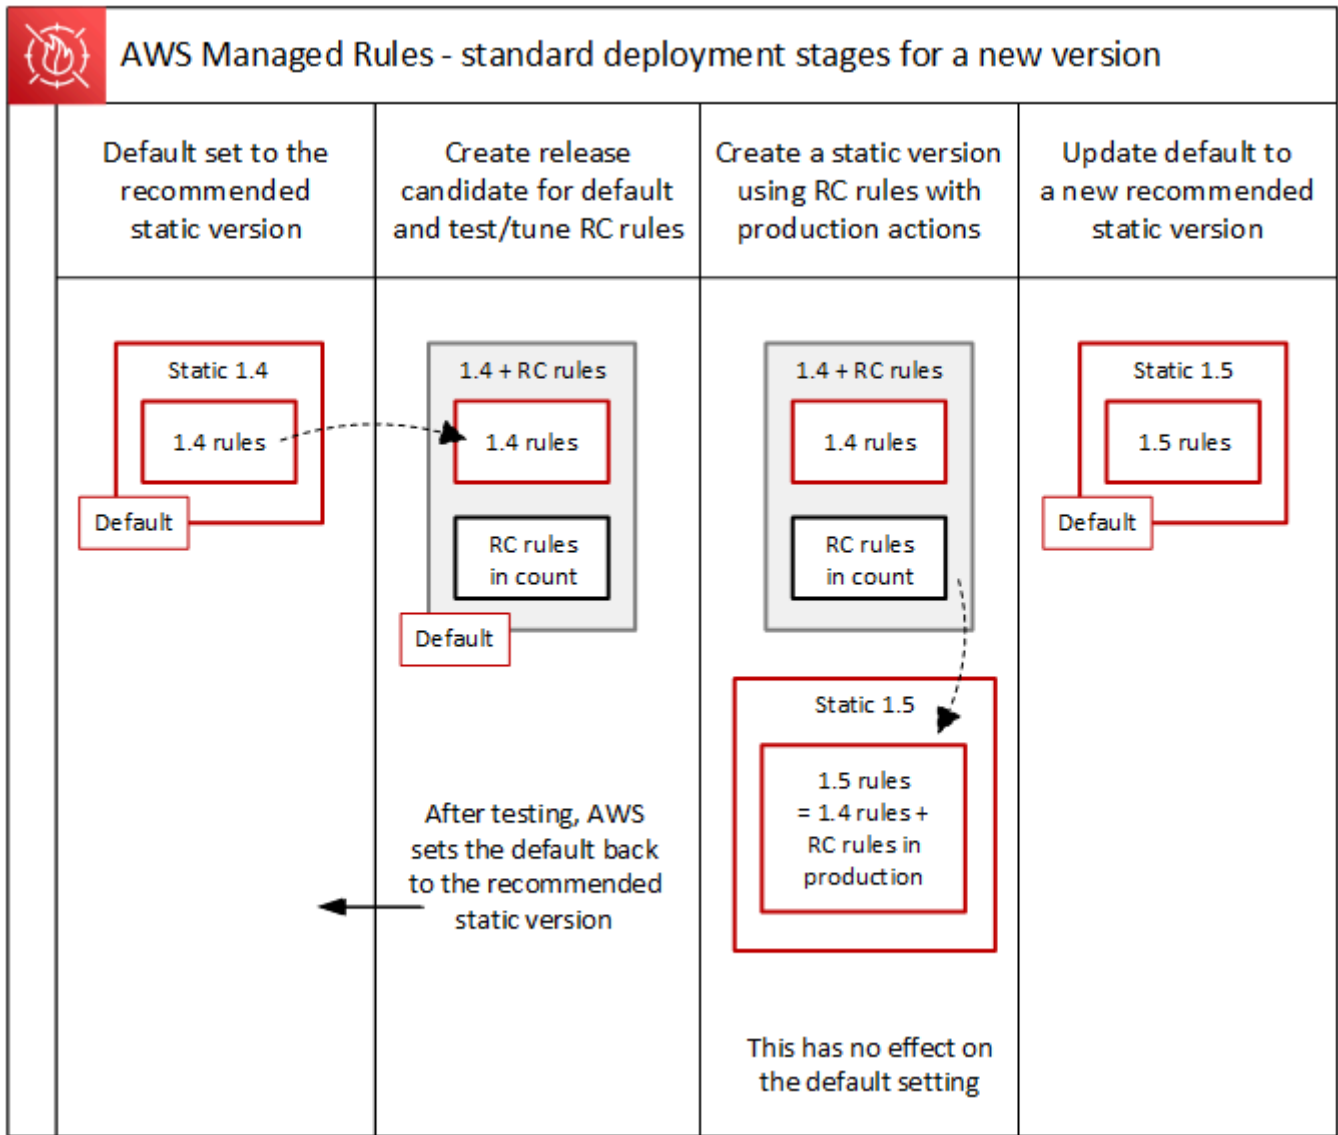 AWS Managed Rules - standard deployment stages for a new version
Default set to the
recommended
static version
Create release
candidate for default
and test/tune RC rules
Create a static version
using RC rules with
production actions
Update default to
a new recommended
static version
Static 1.4
1.4 rules
Default
1.4 + RC rules
1.4 rules
RC rules
in count
Default
After testing, AWS
sets the default back
to the recommended
static version
1.4 + RC rules
1.4 rules
RC rules
in count
Static 1.5
1.5 rules
= 1.4 rules +
RC rules in
production
This has no effect on
the default setting
Static 1.5
1.5 rules
Default